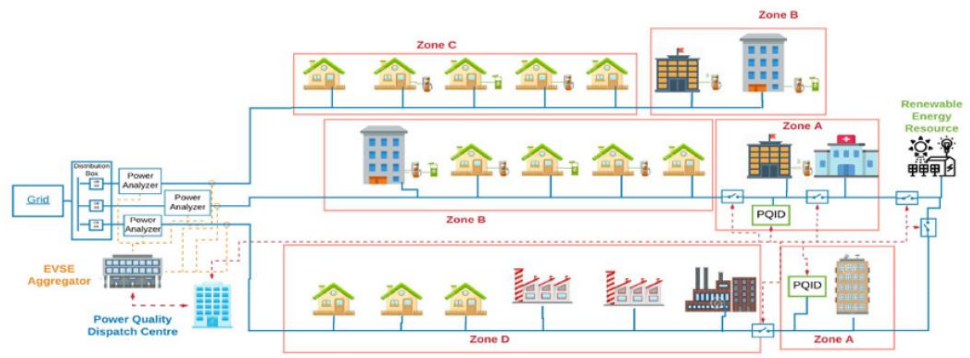 Zone B
Zone C
Renewable
Energy
Resource
Zone A
Distribution
Box
Power
Analyzer
Grid
Power
Analyzer
Power
Analyzer
Zone B
PQID
EVSE
Aggregator
PQID
Power Quality
Dispatch Centre
Zone D
Zone A